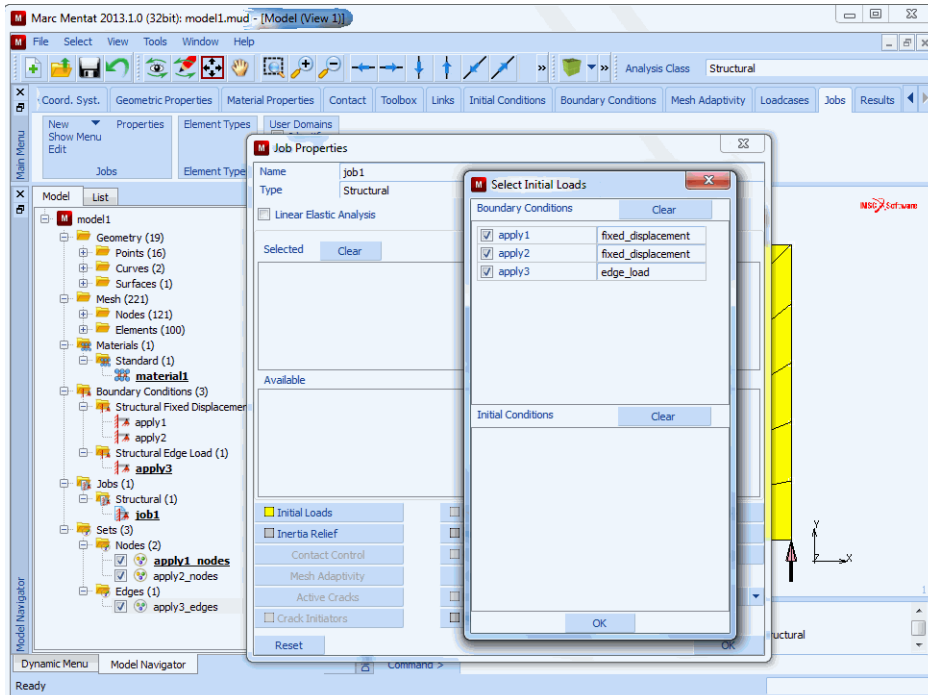 Marc Mentat 2013.1.0 (32bit): model1.mud - [Model (View 1)]
File Select View Tools Window Help
» » Analysis Class Structural
Coord. Syst. Geometric Properties Material Properties Contact Toolbox Links Initial Conditions Boundary Conditions Mesh Adaptivity Loadcases Jobs Results
Main Menu
New Properties Element Types User Domains
Show Menu
Edit
Jobs Element Type
Model List
Model Navigator
model1
Geometry (19)
Points (16)
Curves (2)
Surfaces (1)
Mesh (221)
Nodes (121)
Elements (100)
Materials (1)
Standard (1)
material1
Boundary Conditions (3)
Structural Fixed Displacemer
apply1
apply2
Structural Edge Load (1)
apply3
Jobs (1)
Structural (1)
job1
Sets (3)
Nodes (2)
apply1_nodes
apply2_nodes
Edges (1)
apply3_edges
Job Properties
Name job1
Type Structural
Linear Elastic Analysis
Selected Clear
Available
Initial Loads
Inertia Relief
Contact Control
Mesh Adaptivity
Active Cracks
Crack Initiators
Reset OK
Select Initial Loads
Boundary Conditions Clear
apply1 fixed_displacement
apply2 fixed_displacement
apply3 edge_load
Initial Conditions Clear
OK
MSC Software
Y
Z X
1
uctural
Dynamic Menu Model Navigator
Command >
Ready